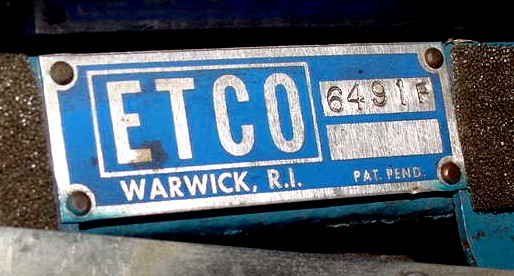 ETCO
6491F
WARWICK, R.I.
PAT. PEND.